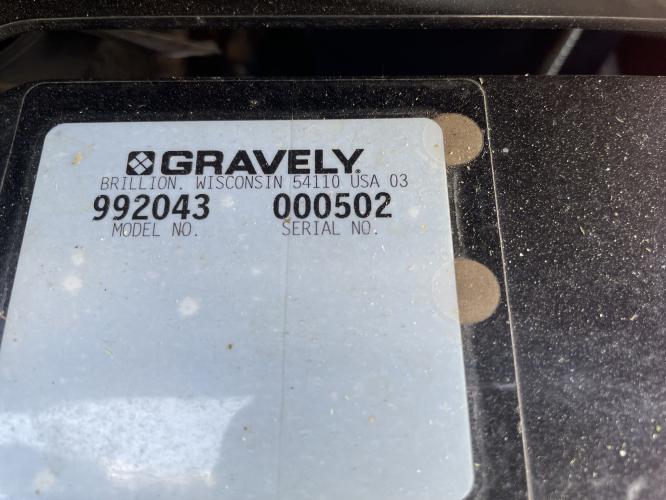 GRAVELY
BRILLION, WISCONSIN 54110 USA 03
992043 000502
MODEL NO. SERIAL NO.